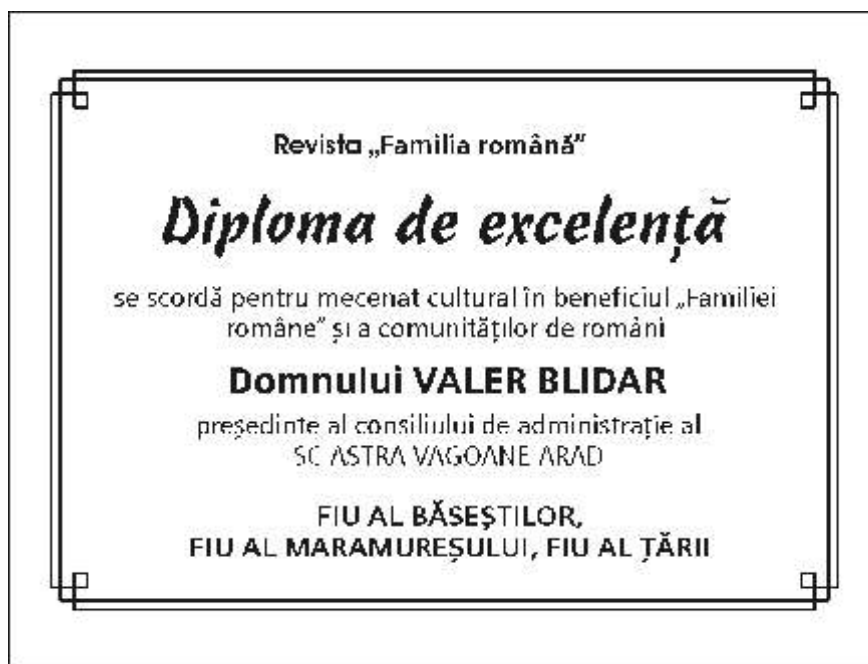 Revista „Familia română”
Diploma de excelență
se scordă pentru mecenat cultural în beneficiul „Familiei
române” și a comunităților de români
Domnului VALER BLIDAR
președinte al consiliului de administrație al
SC ASTRA VAGOANE ARAD
FIU AL BĂSEȘTILOR,
FIU AL MARAMUREȘULUI, FIU AL ȚĂRII